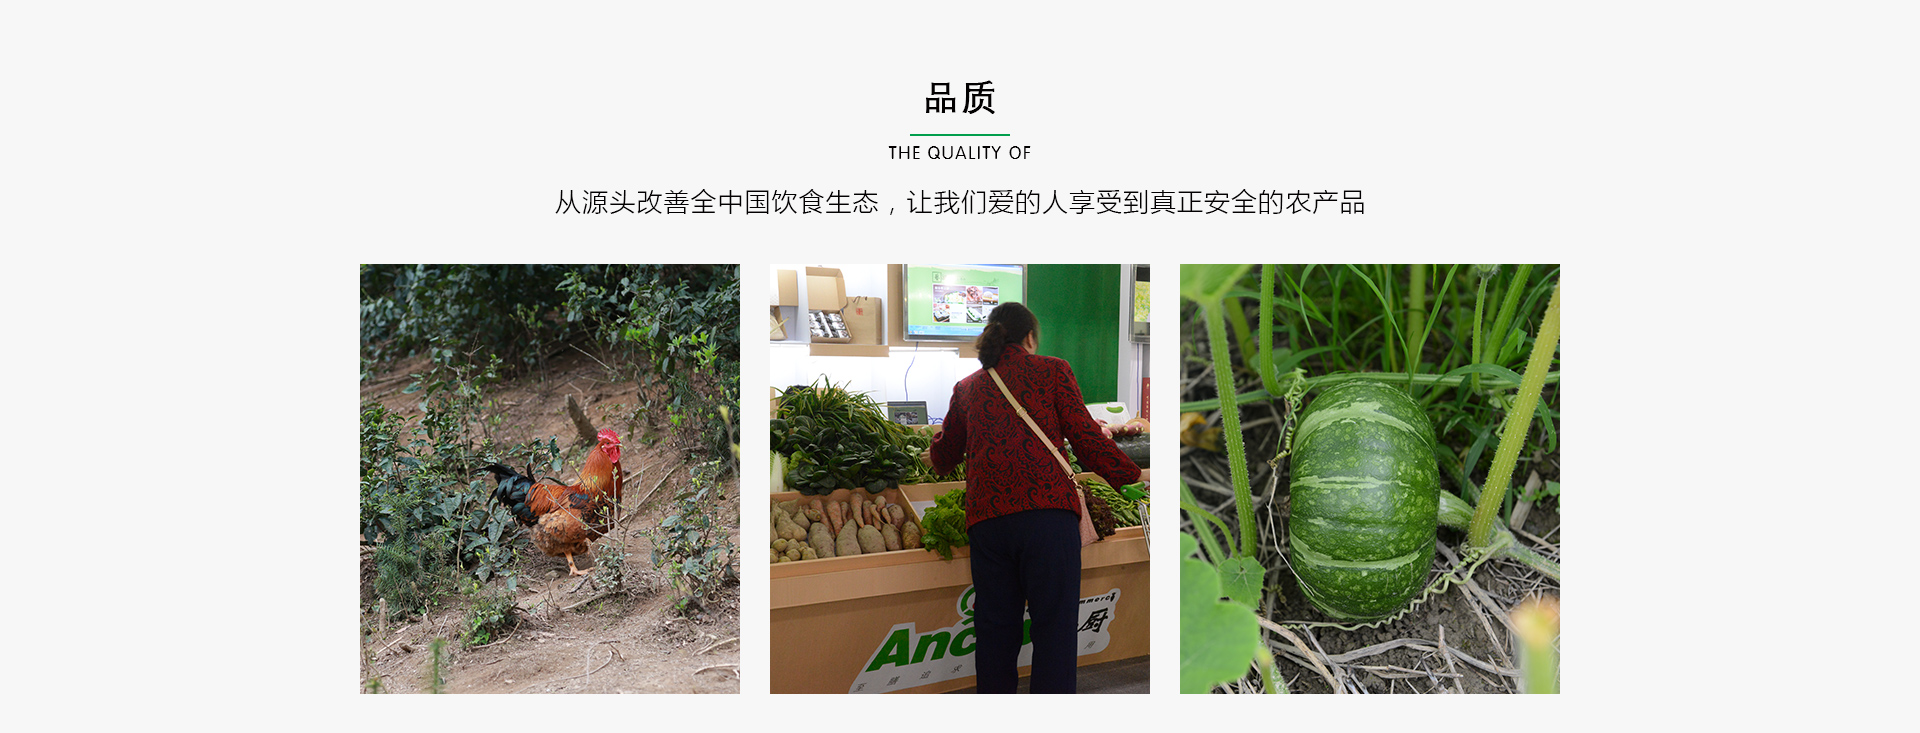 品质
THE QUALITY OF
从源头改善全中国饮食生态，让我们爱的人享受到真正安全的农产品
厨